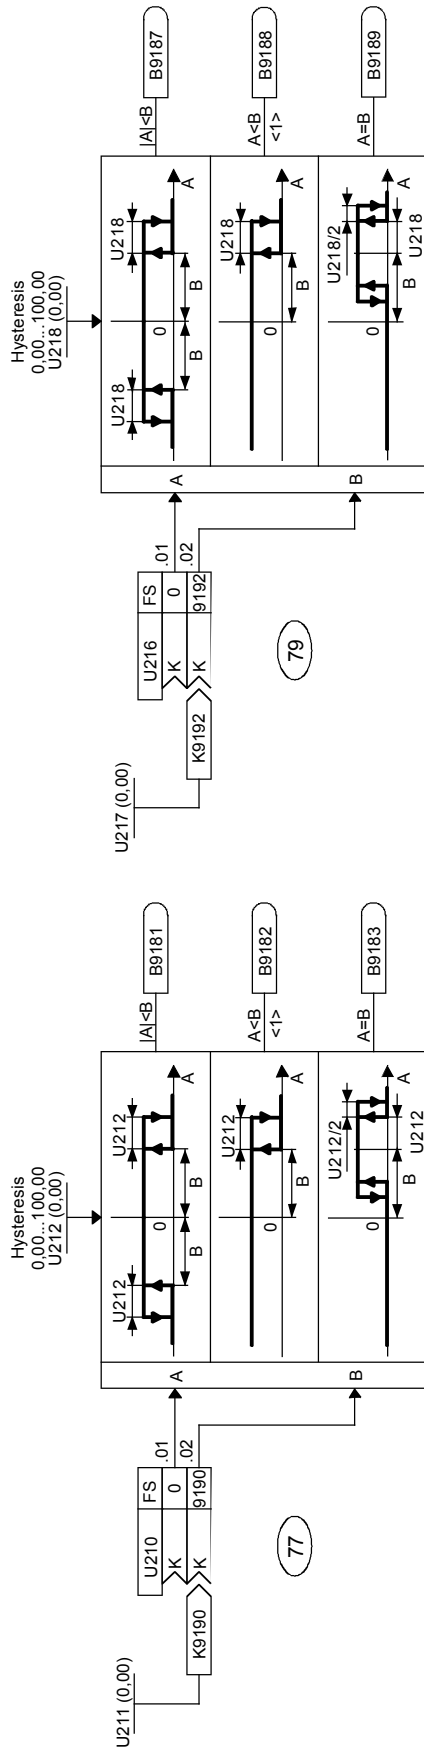 Hysteresis
0,00...100,00
U212 (0,00)
U211 (0,00)
K9190
U210 FS
K 0 .01
K 9190 .02
77
A
B
U212 U212
B B
0
A
|A|<B
B9181
U212
B
0
A
A<B
<1>
B9182
U212/2
0
B
U212
A
A=B
B9183
Hysteresis
0,00...100,00
U218 (0,00)
U217 (0,00)
K9192
U216 FS
K 0 .01
K 9192 .02
79
A
B
U218 U218
B B
0
A
|A|<B
B9187
U218
B
0
A
A<B
<1>
B9188
U218/2
0
B
U218
A
A=B
B9189